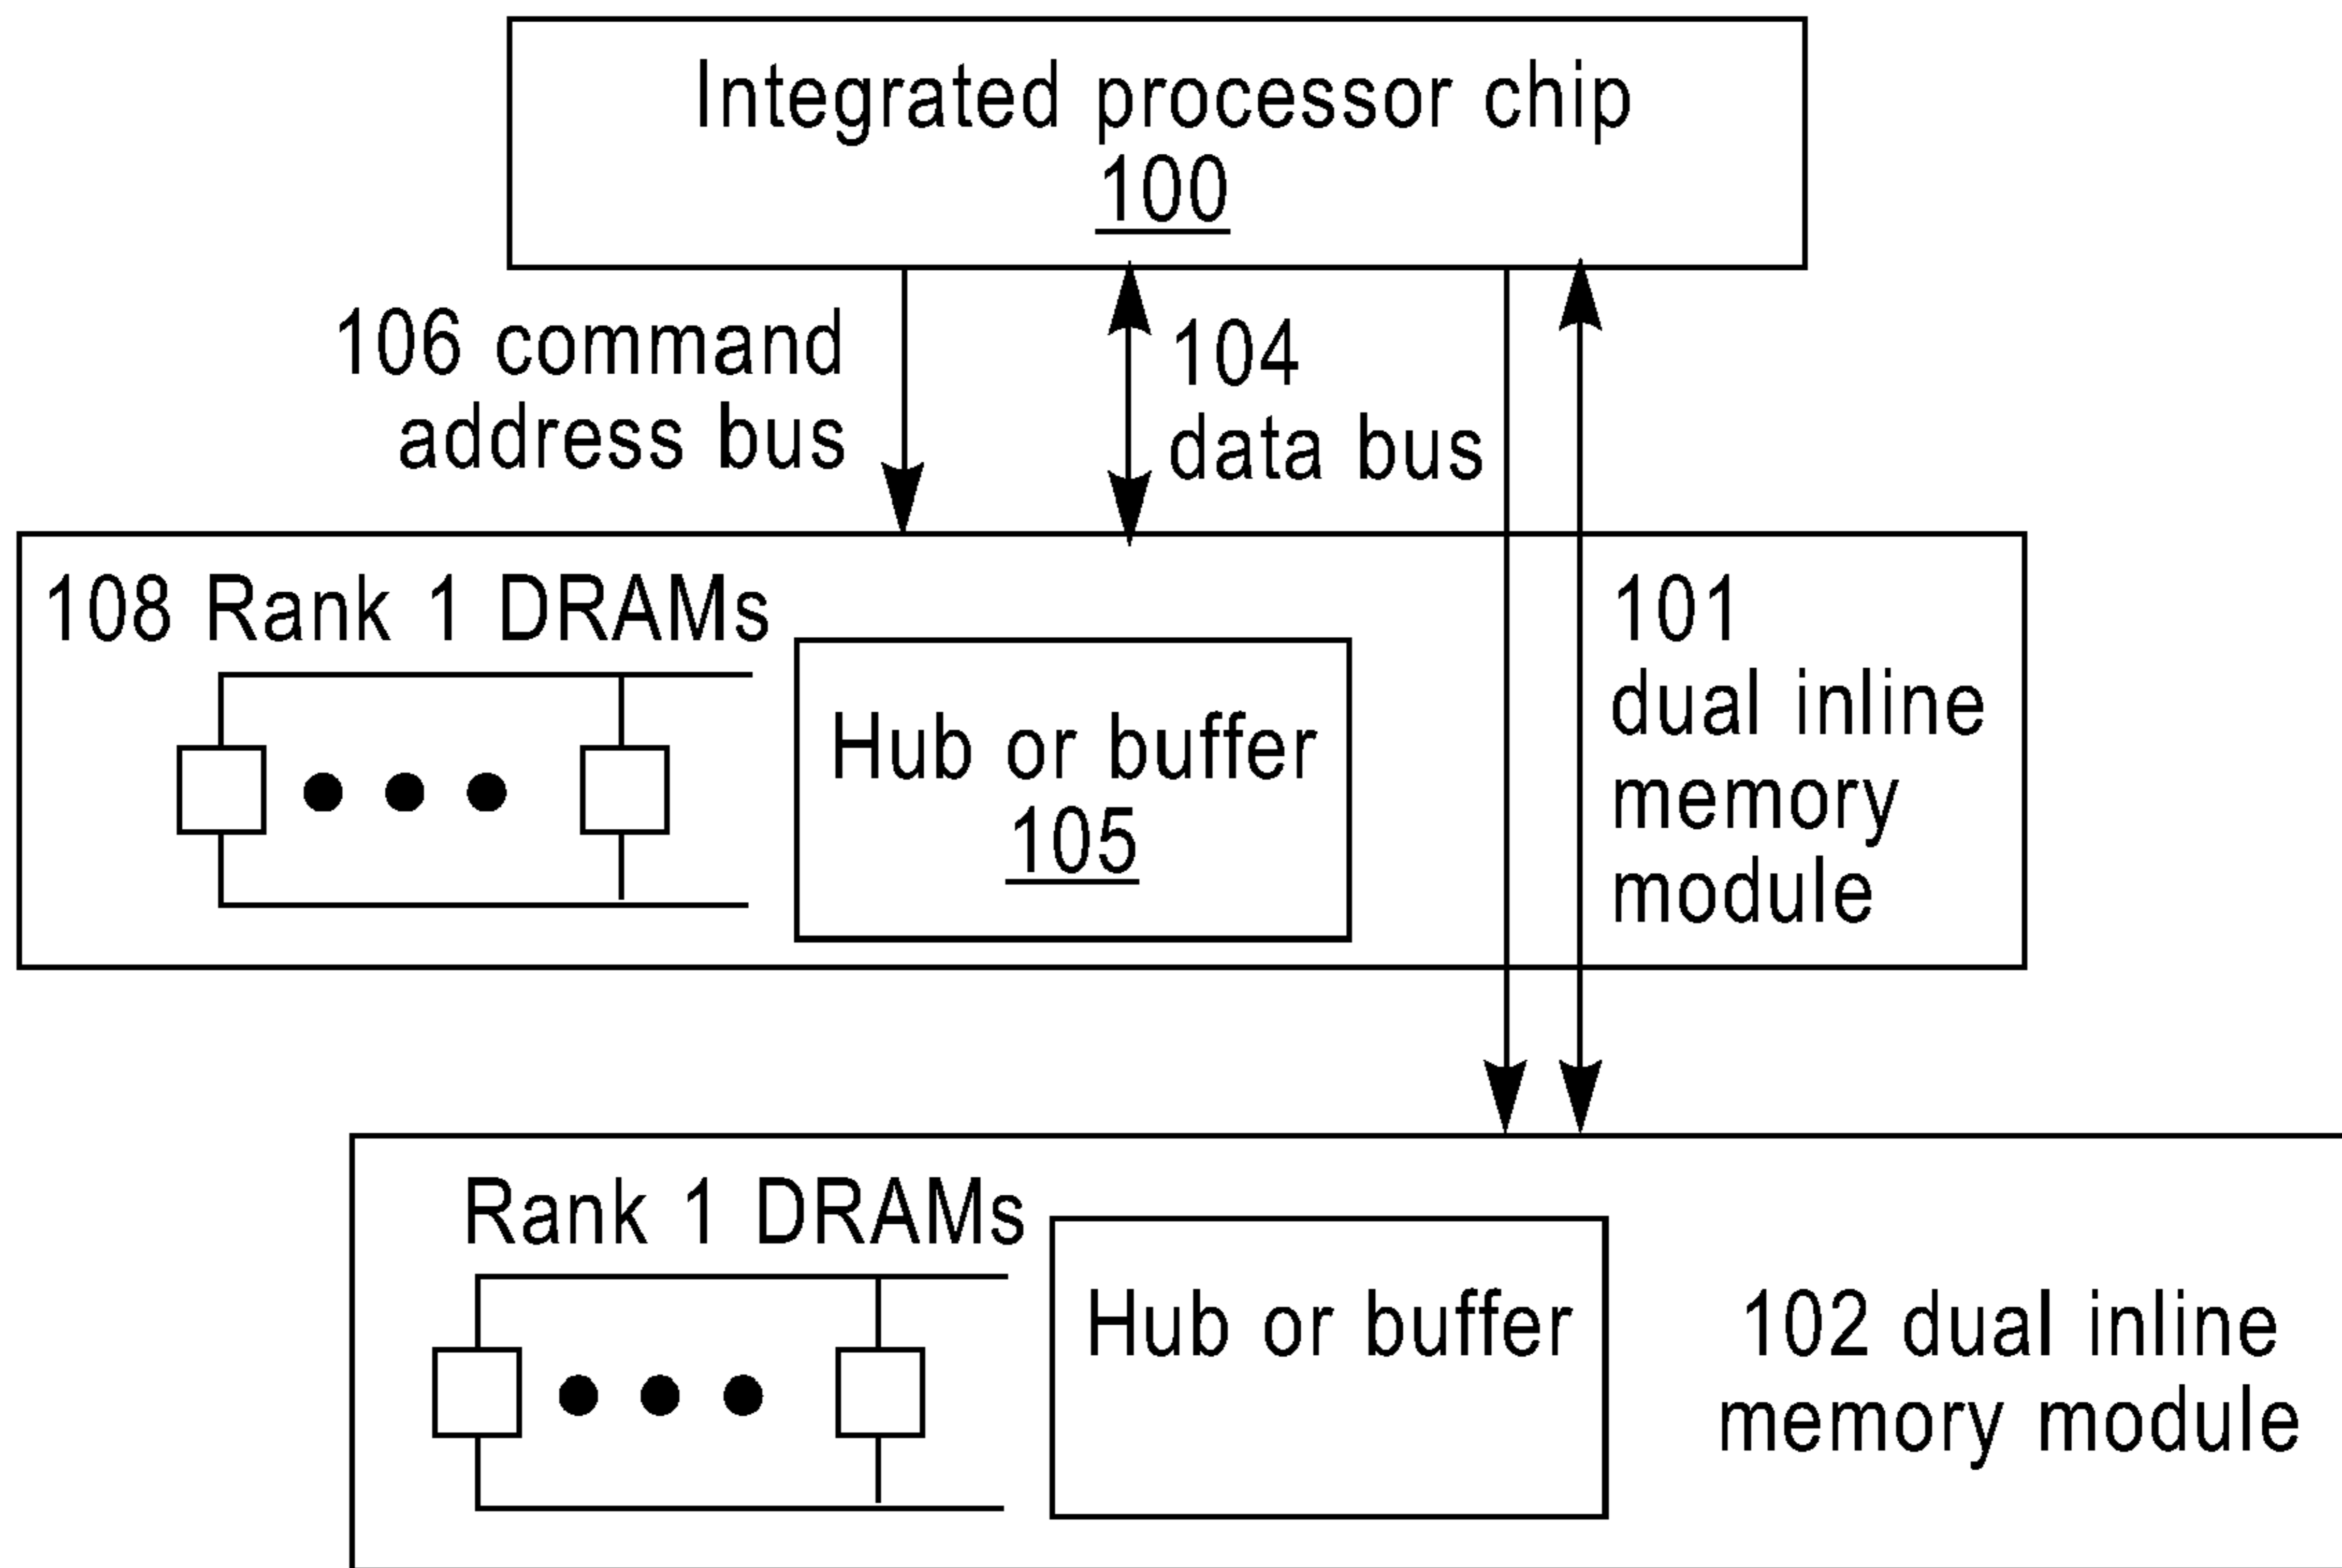 Integrated processor chip
100
106 command
address bus
104
data bus
108 Rank 1 DRAMs
Hub or buffer
105
101
dual inline
memory
module
Rank 1 DRAMs
Hub or buffer
102 dual inline
memory module